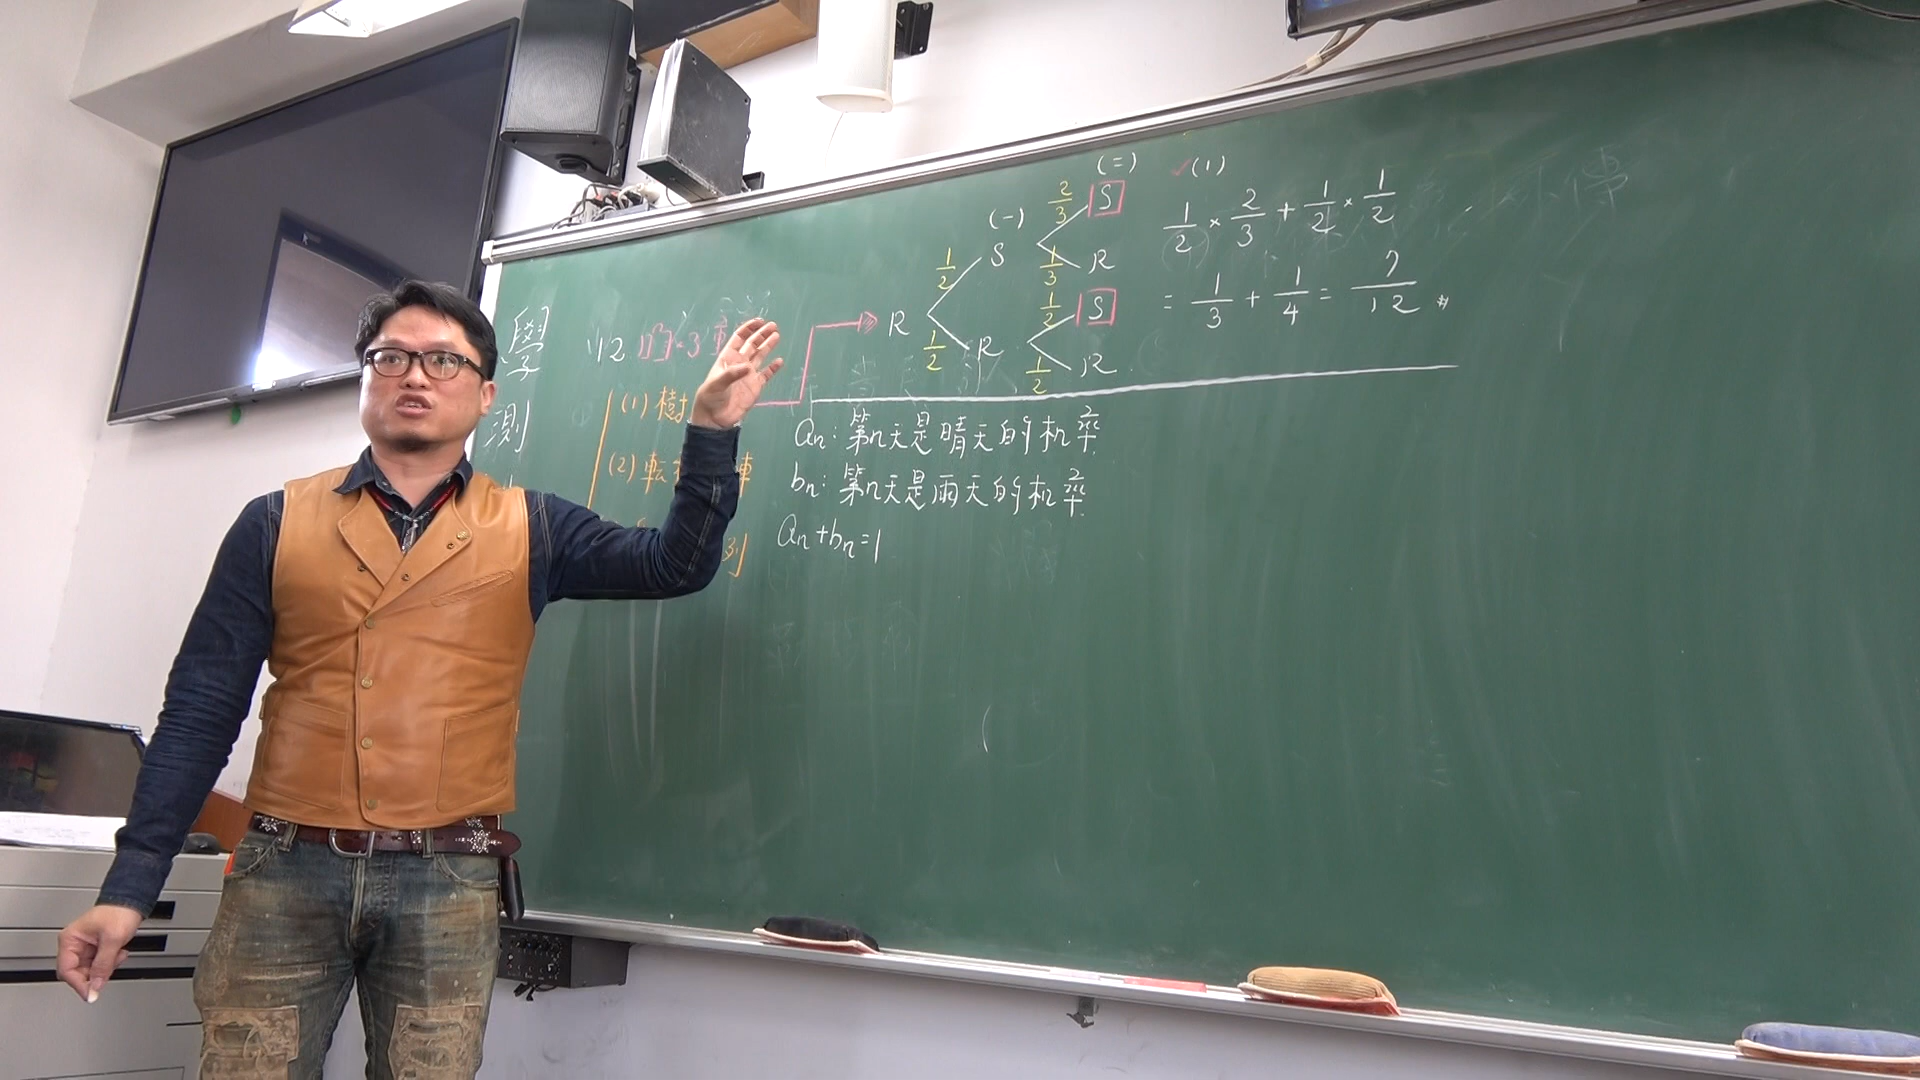 學
測
(1) 樹
(2) 転
列
R
1/2
1/2
(一)
S
R
(二)
2/3
S
1/3
R
1/2
S
1/2
R
✓(1)
1/2 × 2/3 + 1/2 × 1/2
= 1/3 + 1/4 = 7/12 #
aₙ: 第n天是晴天的机率.
bₙ: 第n天是雨天的机率.
aₙ+bₙ=1